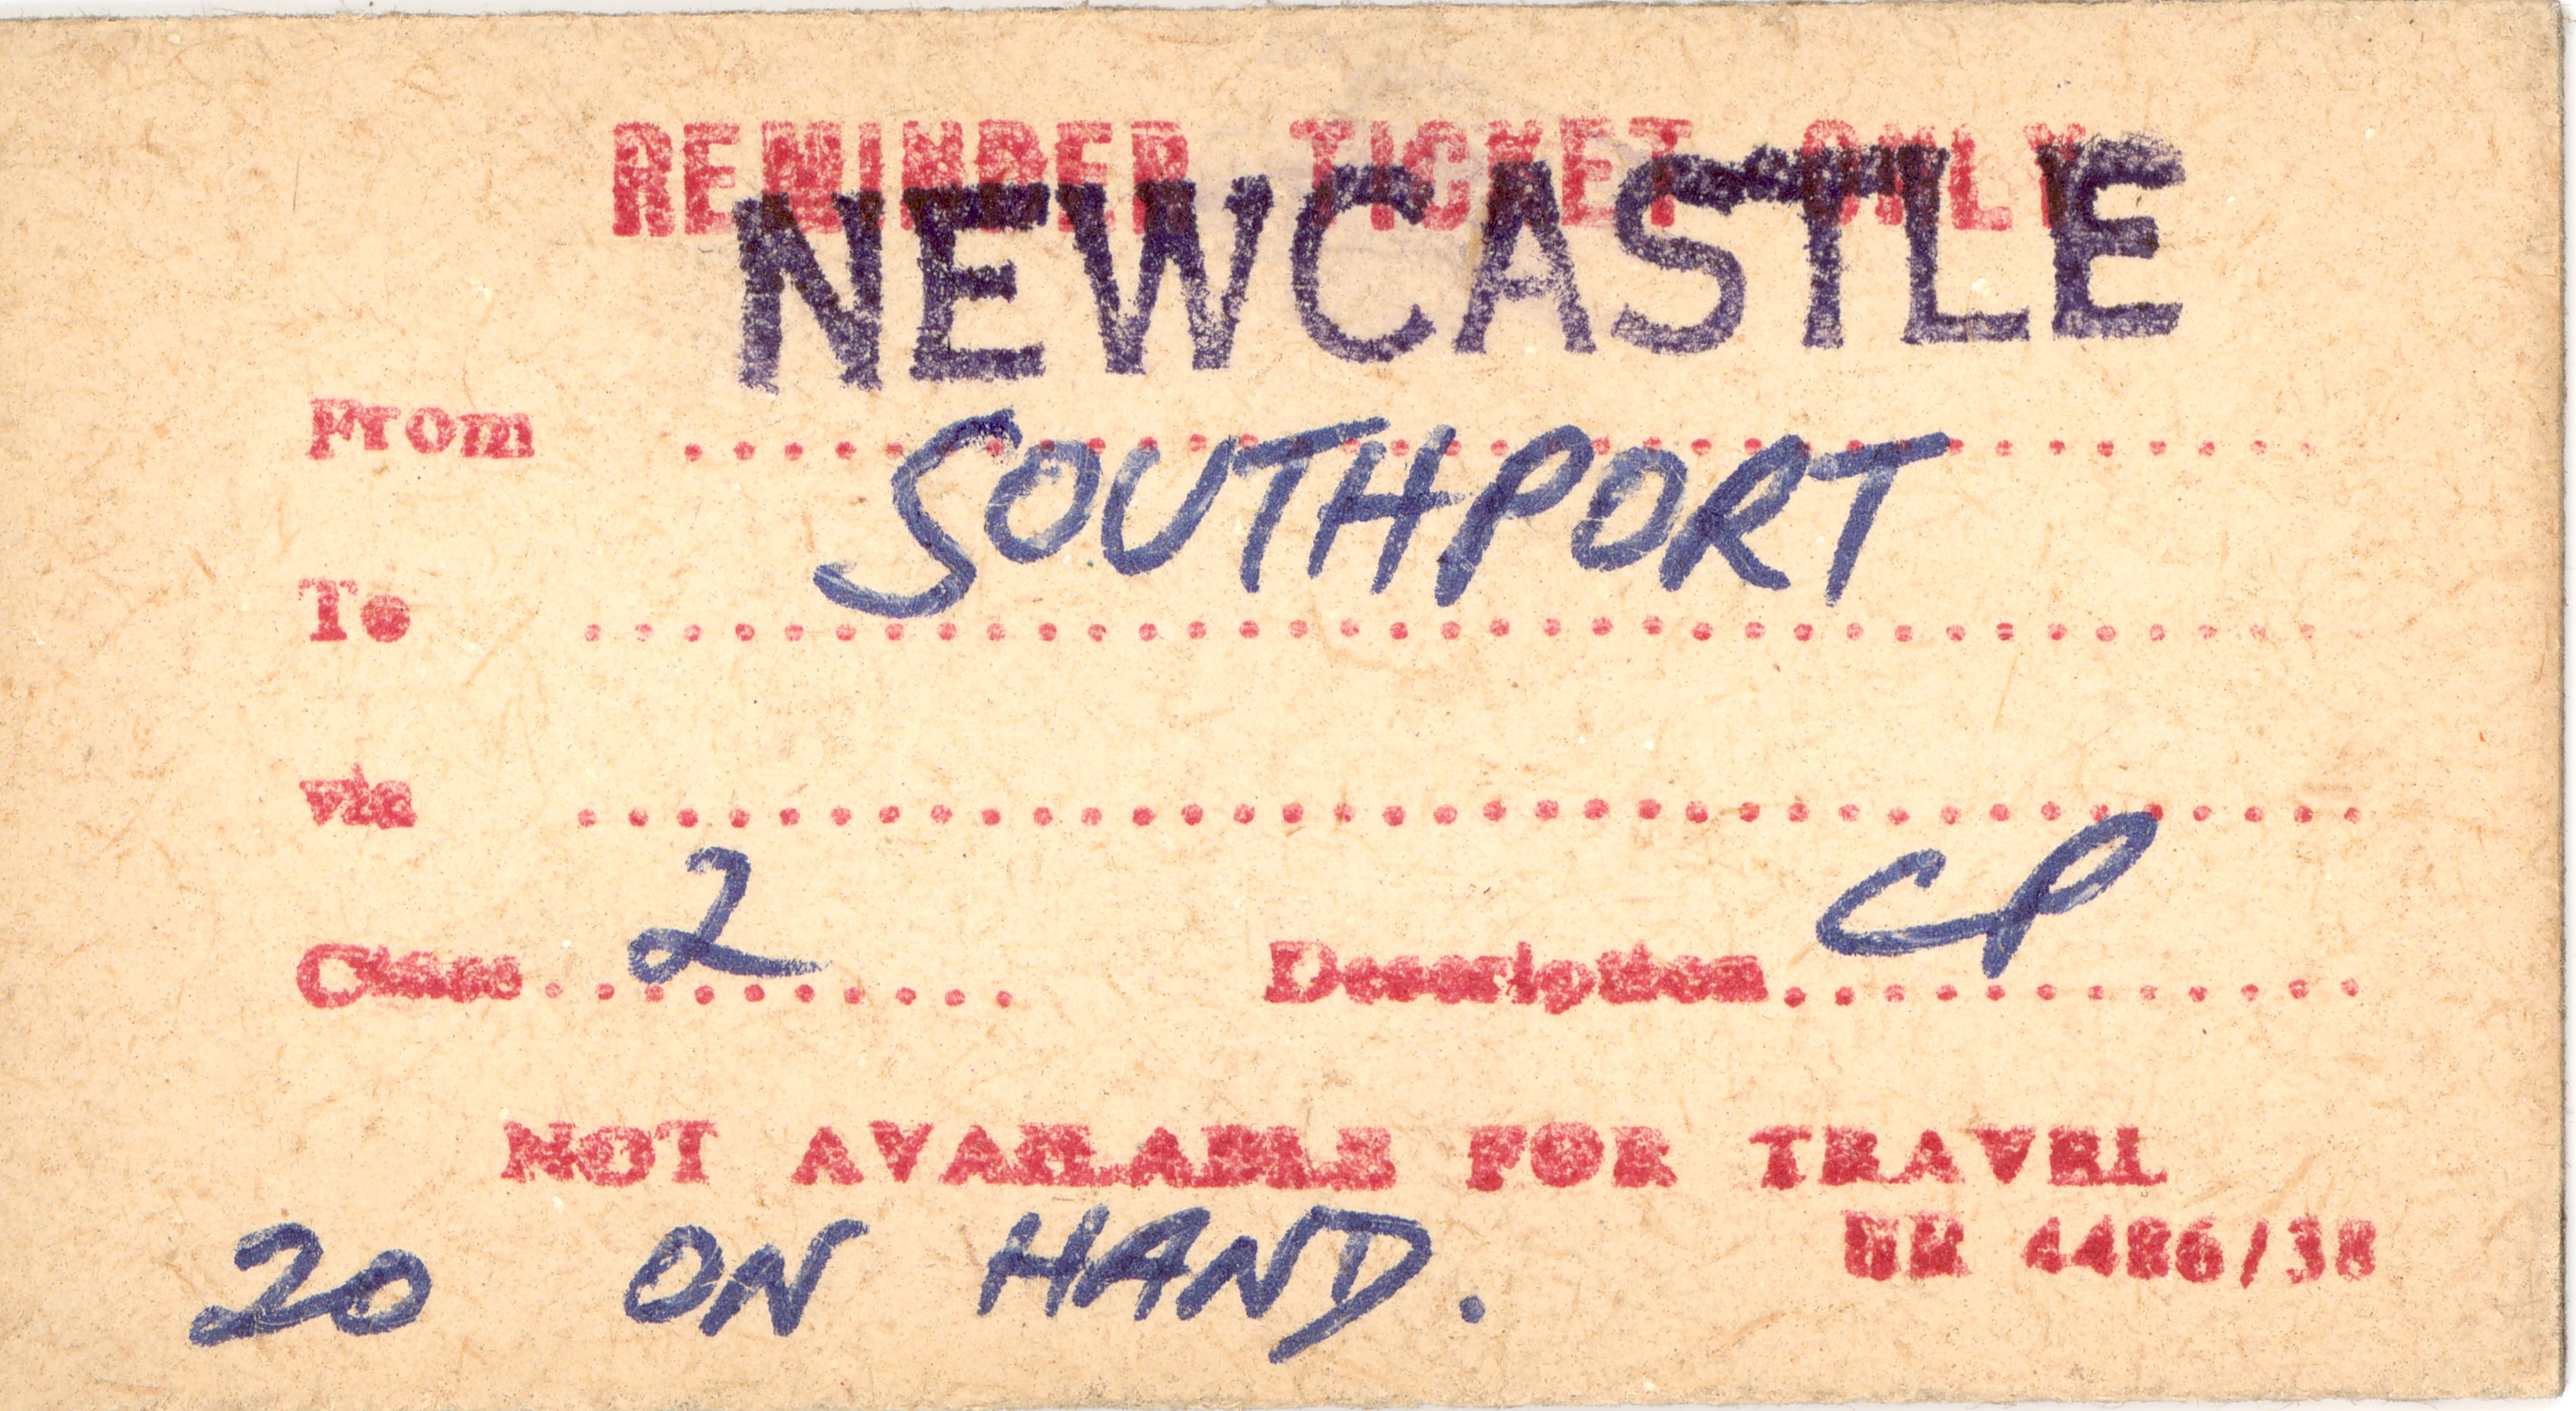 REMINDER TICKET ONLY
NEWCASTLE
From ..................................
SOUTHPORT
To ....................................
via ....................................
Class.......... 2 Description............ CP
NOT AVAILABLE FOR TRAVEL
BR 4486/38
20 ON HAND.